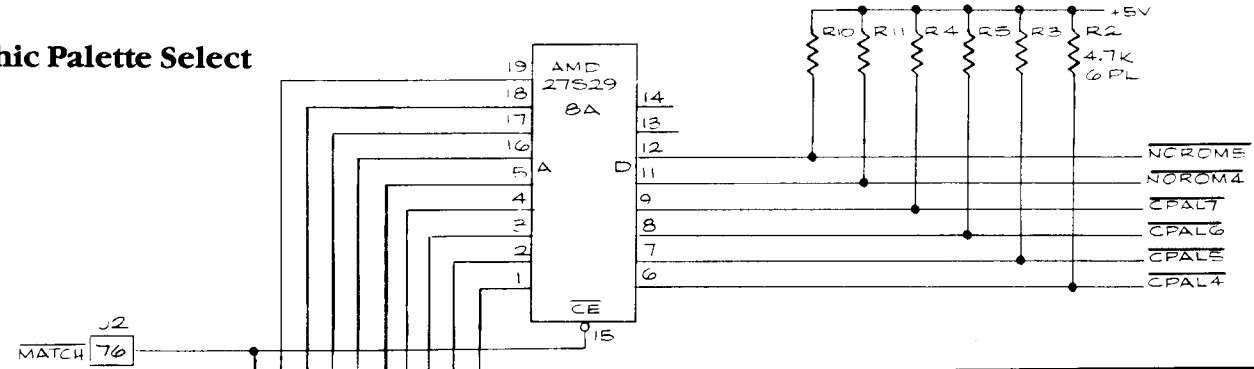 hic Palette Select
+5V
R10 R11 R4 R5 R3 R2
4.7K
6 PL
AMD
27S29
8A
19
18
17
16
5
4
3
2
1
A
D
14
13
12
11
9
8
7
6
CE
15
NOROM5
NOROM4
CPAL7
CPAL6
CPAL5
CPAL4
J2
MATCH 76